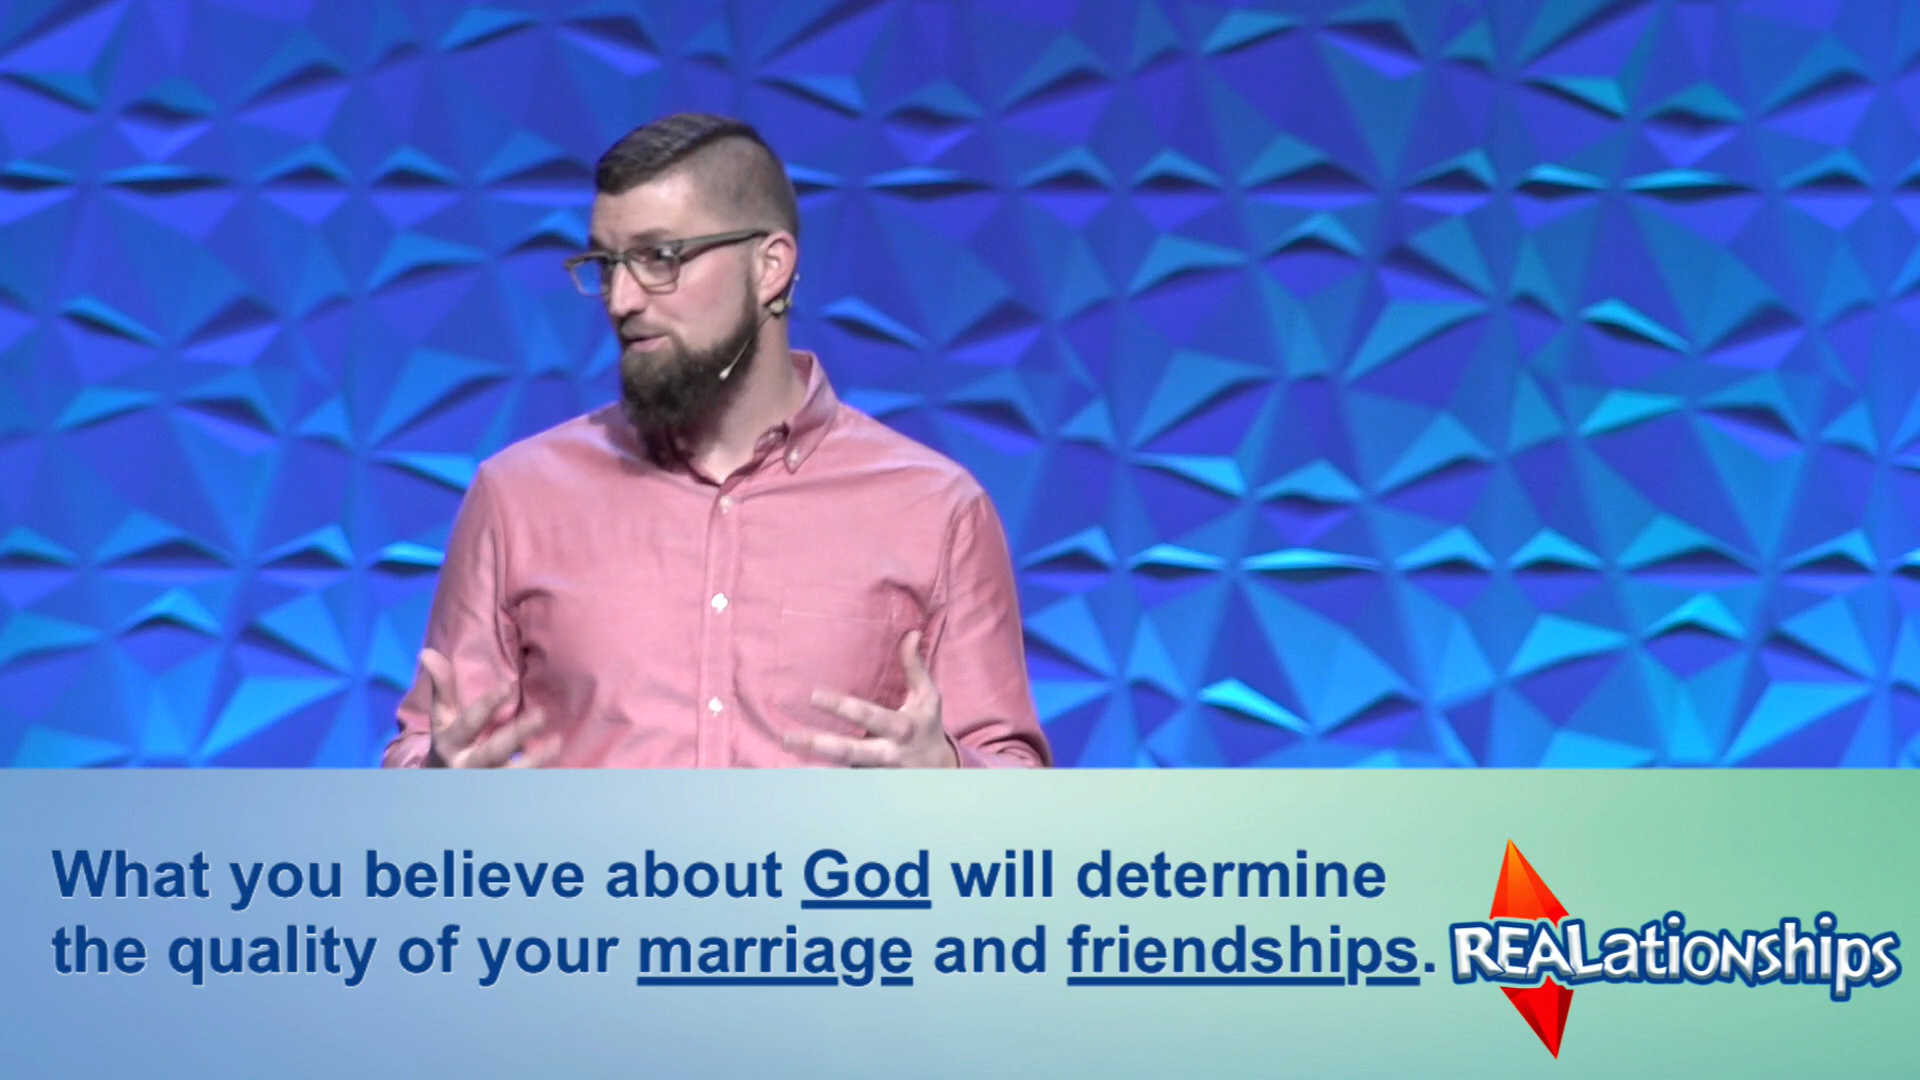 What you believe about God will determine
the quality of your marriage and friendships.
REALationships